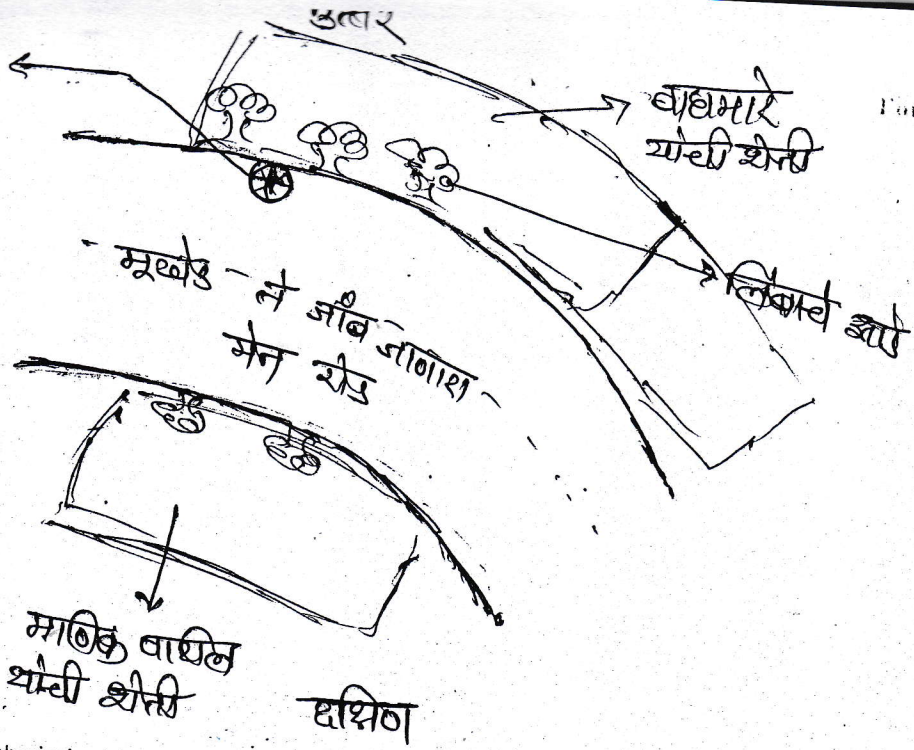 उत्तर
वाघमारे
यांची शेती
लिंबाचे झाडे
मूखेड - ते जांब जाणारा
मेन रोड
माणिक वाघिल
यांची शेती
दक्षिण